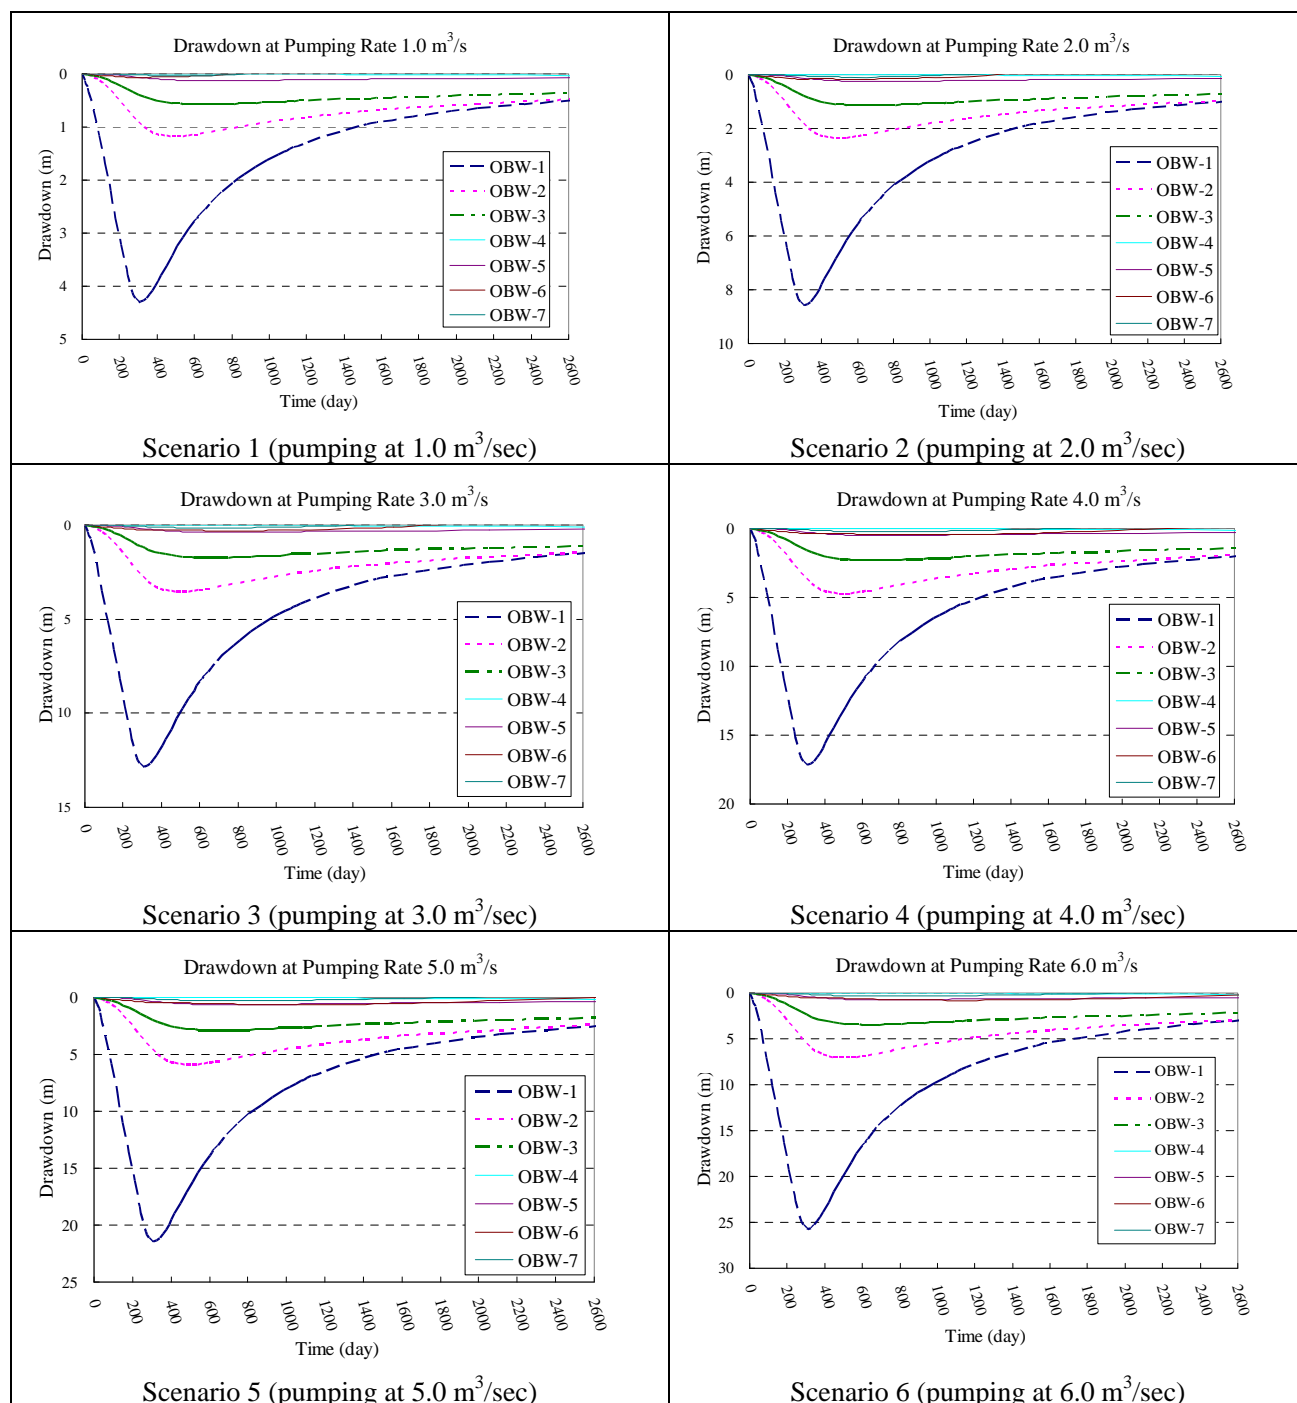 Drawdown at Pumping Rate 1.0 m³/s
0
1
2
3
4
5
Drawdown (m)
OBW-1
OBW-2
OBW-3
OBW-4
OBW-5
OBW-6
OBW-7
0 200 400 600 800 1000 1200 1400 1600 1800 2000 2200 2400 2600
Time (day)
Scenario 1 (pumping at 1.0 m³/sec)
Drawdown at Pumping Rate 2.0 m³/s
0
2
4
6
8
10
Drawdown (m)
OBW-1
OBW-2
OBW-3
OBW-4
OBW-5
OBW-6
OBW-7
0 200 400 600 800 1000 1200 1400 1600 1800 2000 2200 2400 2600
Time (day)
Scenario 2 (pumping at 2.0 m³/sec)
Drawdown at Pumping Rate 3.0 m³/s
0
5
10
15
Drawdown (m)
OBW-1
OBW-2
OBW-3
OBW-4
OBW-5
OBW-6
OBW-7
0 200 400 600 800 1000 1200 1400 1600 1800 2000 2200 2400 2600
Time (day)
Scenario 3 (pumping at 3.0 m³/sec)
Drawdown at Pumping Rate 4.0 m³/s
0
5
10
15
20
Drawdown (m)
OBW-1
OBW-2
OBW-3
OBW-4
OBW-5
OBW-6
OBW-7
0 200 400 600 800 1000 1200 1400 1600 1800 2000 2200 2400 2600
Time (day)
Scenario 4 (pumping at 4.0 m³/sec)
Drawdown at Pumping Rate 5.0 m³/s
0
5
10
15
20
25
Drawdown (m)
OBW-1
OBW-2
OBW-3
OBW-4
OBW-5
OBW-6
OBW-7
0 200 400 600 800 1000 1200 1400 1600 1800 2000 2200 2400 2600
Time (day)
Scenario 5 (pumping at 5.0 m³/sec)
Drawdown at Pumping Rate 6.0 m³/s
0
5
10
15
20
25
30
Drawdown (m)
OBW-1
OBW-2
OBW-3
OBW-4
OBW-5
OBW-6
OBW-7
0 200 400 600 800 1000 1200 1400 1600 1800 2000 2200 2400 2600
Time (day)
Scenario 6 (pumping at 6.0 m³/sec)